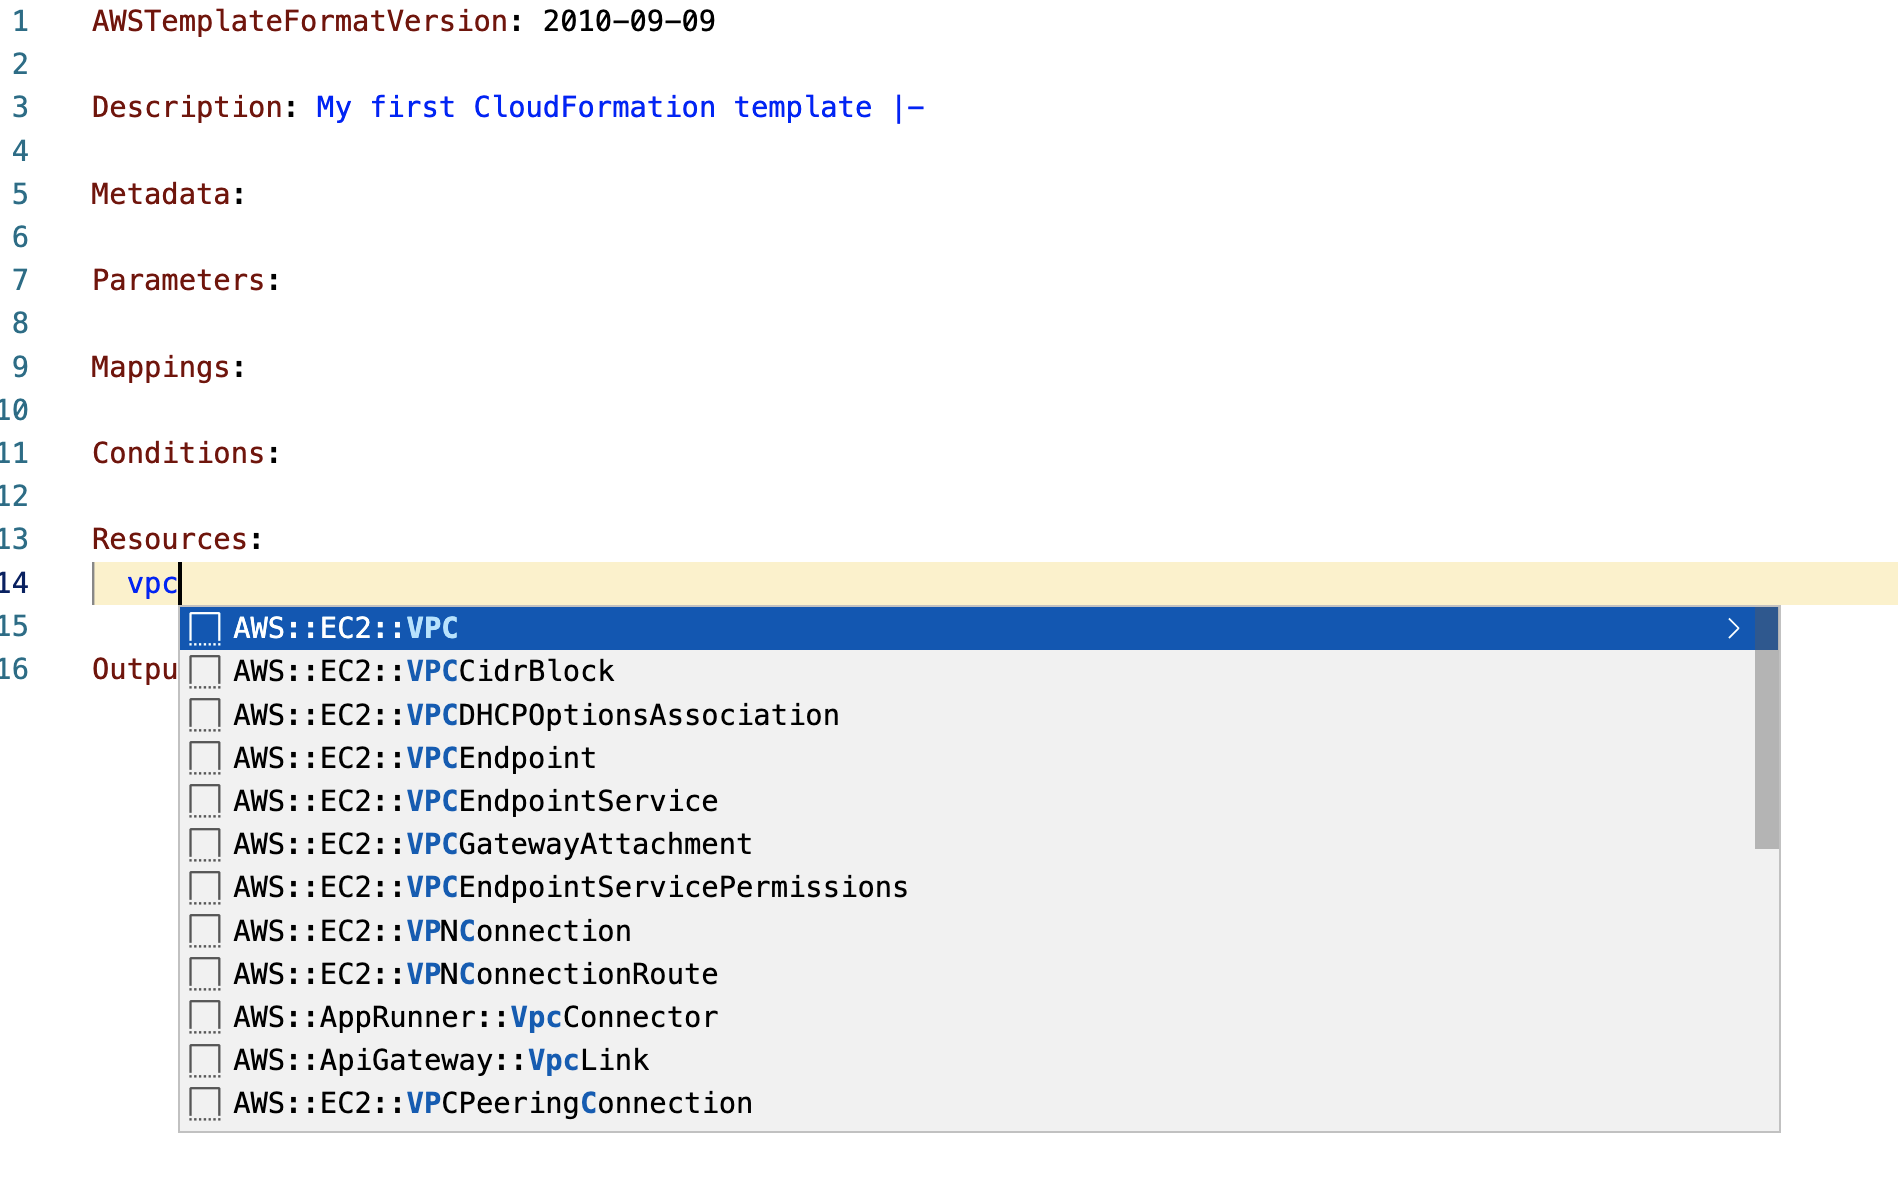 1 AWSTemplateFormatVersion: 2010-09-09
2
3 Description: My first CloudFormation template |-
4
5 Metadata:
6
7 Parameters:
8
9 Mappings:
10
11 Conditions:
12
13 Resources:
14 vpc
15
16 Outpu
AWS::EC2::VPC
AWS::EC2::VPCCidrBlock
AWS::EC2::VPCDHCPOptionsAssociation
AWS::EC2::VPCEndpoint
AWS::EC2::VPCEndpointService
AWS::EC2::VPCGatewayAttachment
AWS::EC2::VPCEndpointServicePermissions
AWS::EC2::VPNConnection
AWS::EC2::VPNConnectionRoute
AWS::AppRunner::VpcConnector
AWS::ApiGateway::VpcLink
AWS::EC2::VPCPeeringConnection